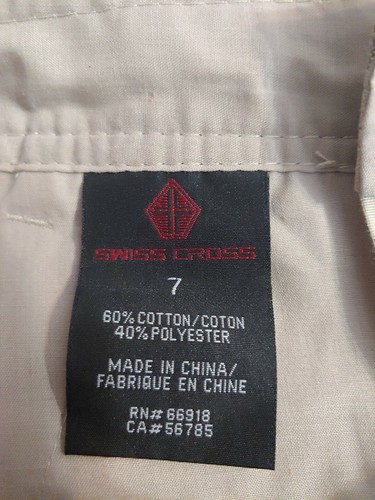 SWISS CROSS
7
60% COTTON/COTON
40% POLYESTER
MADE IN CHINA/
FABRIQUE EN CHINE
RN# 66918
CA# 56785